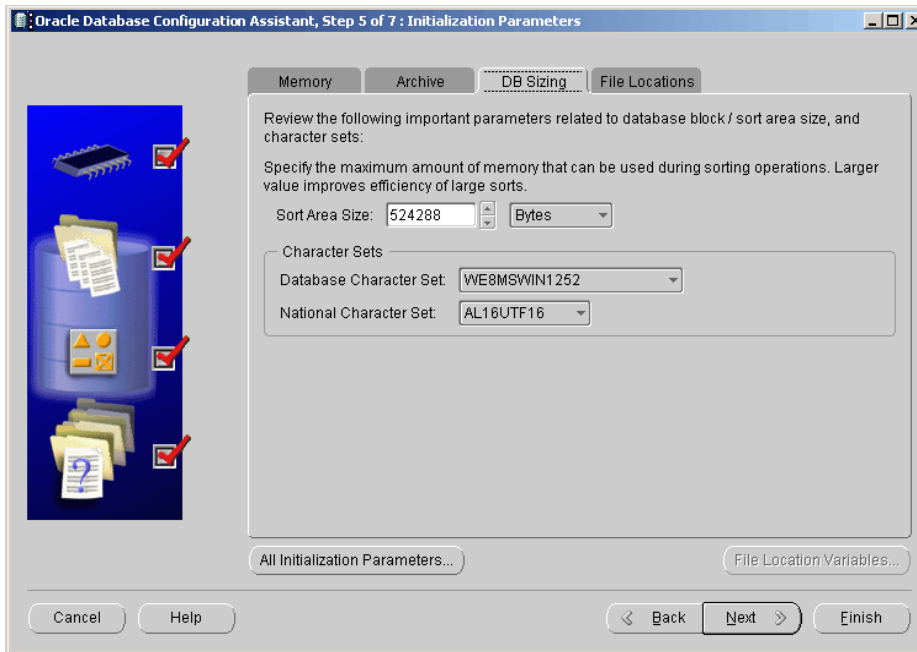 Oracle Database Configuration Assistant, Step 5 of 7 : Initialization Parameters
Memory Archive DB Sizing File Locations
Review the following important parameters related to database block / sort area size, and
character sets:
Specify the maximum amount of memory that can be used during sorting operations. Larger
value improves efficiency of large sorts.
Sort Area Size: 524288 Bytes
Character Sets
Database Character Set: WE8MSWIN1252
National Character Set: AL16UTF16
?
All Initialization Parameters... File Location Variables...
Cancel Help Back Next Finish